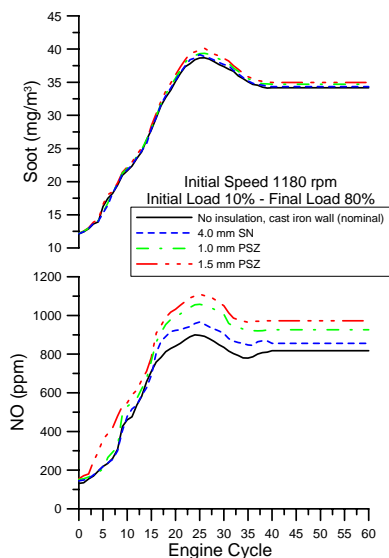 45
40
35
30
25
20
15
10
Soot (mg/m³)
Initial Speed 1180 rpm
Initial Load 10% - Final Load 80%
No insulation, cast iron wall (nominal)
4.0 mm SN
1.0 mm PSZ
1.5 mm PSZ
1200
1000
800
600
400
200
0
NO (ppm)
0 5 10 15 20 25 30 35 40 45 50 55 60
Engine Cycle